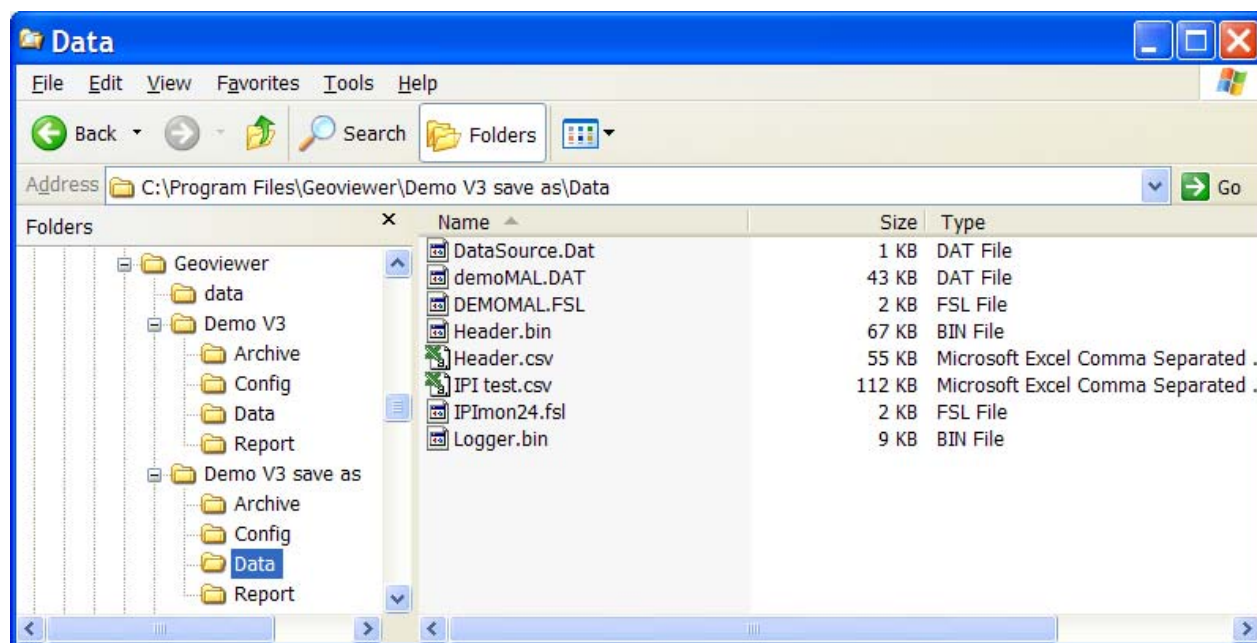 Data
File Edit View Favorites Tools Help
Back Search Folders
Address C:\Program Files\Geoviewer\Demo V3 save as\Data Go
Folders x
Geoviewer
data
Demo V3
Archive
Config
Data
Report
Demo V3 save as
Archive
Config
Data
Report
Name Size Type
DataSource.Dat 1 KB DAT File
demoMAL.DAT 43 KB DAT File
DEMOMAL.FSL 2 KB FSL File
Header.bin 67 KB BIN File
Header.csv 55 KB Microsoft Excel Comma Separated .
IPI test.csv 112 KB Microsoft Excel Comma Separated .
IPImon24.fsl 2 KB FSL File
Logger.bin 9 KB BIN File